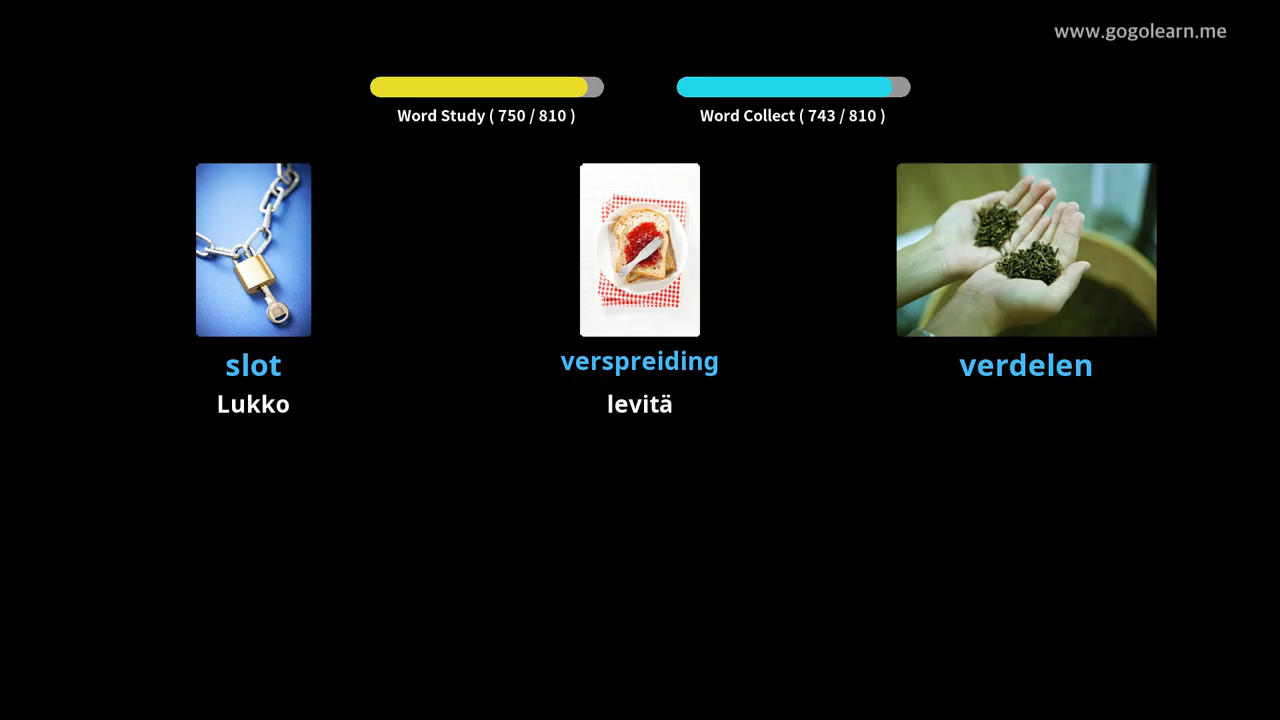 www.gogolearn.me
Word Study ( 750 / 810 )
Word Collect ( 743 / 810 )
slot
verspreiding
verdelen
Lukko
levitä